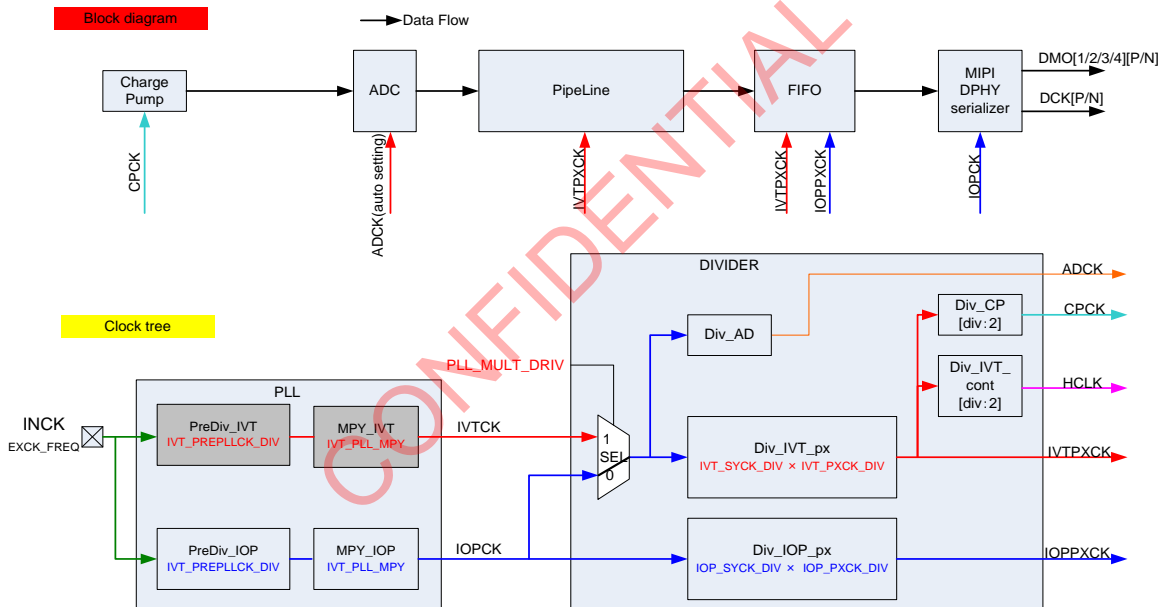 Block diagram
Data Flow
Charge
Pump
ADC
PipeLine
FIFO
MIPI
DPHY
serializer
DMO[1/2/3/4][P/N]
DCK[P/N]
CPCK
ADCK(auto setting)
IVTPXCK
IVTPXCK
IOPPXCK
IOPCK
CONFIDENTIAL
Clock tree
DIVIDER
ADCK
Div_CP
[div:2]
CPCK
Div_AD
PLL_MULT_DRIV
Div_IVT_
cont
[div:2]
HCLK
PLL
INCK
EXCK_FREQ
PreDiv_IVT
IVT_PREPLLCK_DIV
MPY_IVT
IVT_PLL_MPY
IVTCK
1
SEL
0
Div_IVT_px
IVT_SYCK_DIV × IVT_PXCK_DIV
IVTPXCK
PreDiv_IOP
IVT_PREPLLCK_DIV
MPY_IOP
IVT_PLL_MPY
IOPCK
Div_IOP_px
IOP_SYCK_DIV × IOP_PXCK_DIV
IOPPXCK